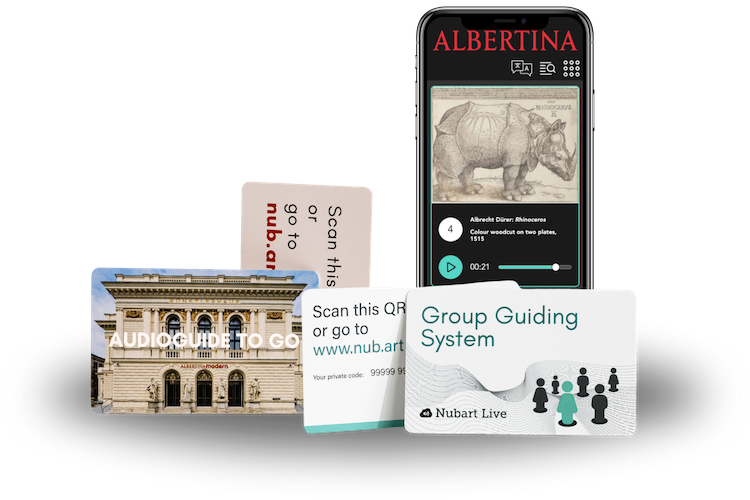 ALBERTINA
4
Albrecht Dürer: Rhinoceros
Colour woodcut on two plates,
1515
00:21
Scan this
or
go to
nub.ar
AUDIOGUIDE TO GO
ALBERTINA modern
Scan this QR
or go to
www.nub.art
Your private code: 99999 99
Group Guiding
System
Nubart Live